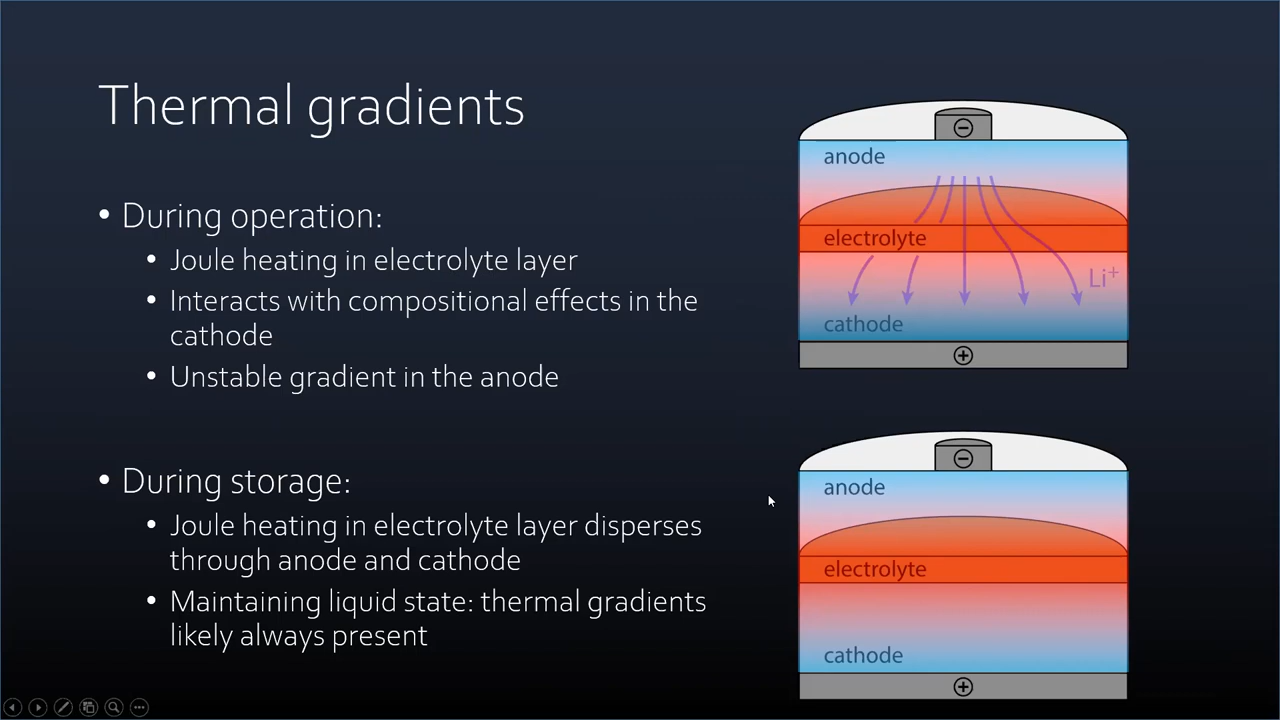 Thermal gradients
• During operation:
• Joule heating in electrolyte layer
• Interacts with compositional effects in the
cathode
• Unstable gradient in the anode
• During storage:
• Joule heating in electrolyte layer disperses
through anode and cathode
• Maintaining liquid state: thermal gradients
likely always present
−
anode
electrolyte
Li⁺
cathode
+
−
anode
electrolyte
cathode
+